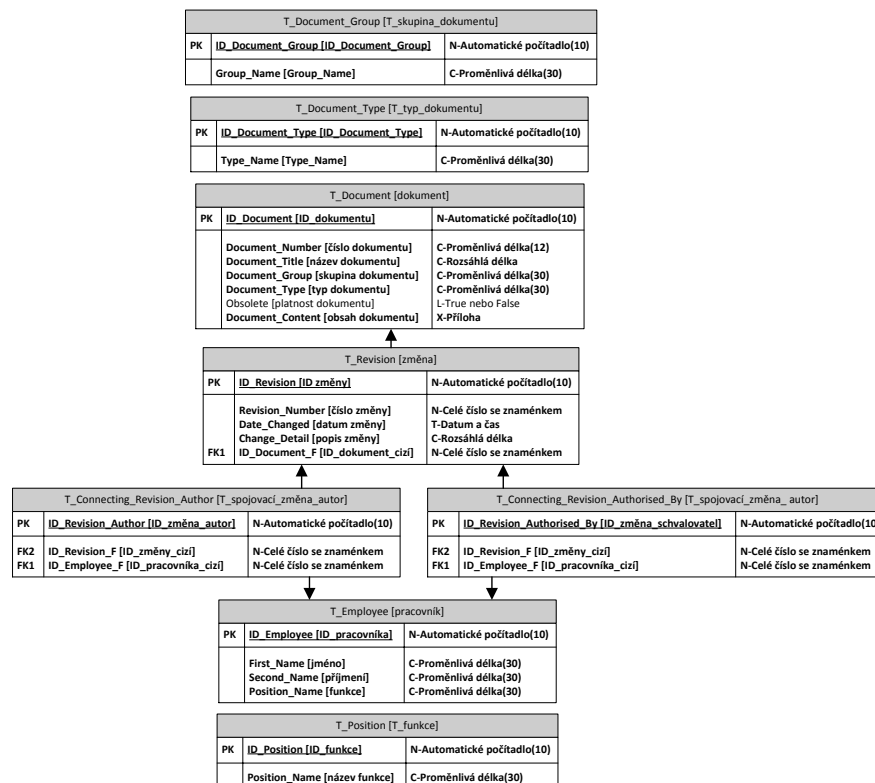 T_Document_Group [T_skupina_dokumentu]
PK ID_Document_Group [ID_Document_Group] N-Automatické počítadlo(10)
Group_Name [Group_Name] C-Proměnlivá délka(30)
T_Document_Type [T_typ_dokumentu]
PK ID_Document_Type [ID_Document_Type] N-Automatické počítadlo(10)
Type_Name [Type_Name] C-Proměnlivá délka(30)
T_Document [dokument]
PK ID_Document [ID_dokumentu] N-Automatické počítadlo(10)
Document_Number [číslo dokumentu] C-Proměnlivá délka(12)
Document_Title [název dokumentu] C-Rozsáhlá délka
Document_Group [skupina dokumentu] C-Proměnlivá délka(30)
Document_Type [typ dokumentu] C-Proměnlivá délka(30)
Obsolete [platnost dokumentu] L-True nebo False
Document_Content [obsah dokumentu] X-Příloha
T_Revision [změna]
PK ID_Revision [ID změny] N-Automatické počítadlo(10)
Revision_Number [číslo změny] N-Celé číslo se znaménkem
Date_Changed [datum změny] T-Datum a čas
Change_Detail [popis změny] C-Rozsáhlá délka
FK1 ID_Document_F [ID_dokument_cizí] N-Celé číslo se znaménkem
T_Connecting_Revision_Author [T_spojovací_změna_autor]
PK ID_Revision_Author [ID_změna_autor] N-Automatické počítadlo(10)
FK2 ID_Revision_F [ID_změny_cizí] N-Celé číslo se znaménkem
FK1 ID_Employee_F [ID_pracovníka_cizí] N-Celé číslo se znaménkem
T_Connecting_Revision_Authorised_By [T_spojovací_změna_ autor]
PK ID_Revision_Authorised_By [ID_změna_schvalovatel] N-Automatické počítadlo(10
FK2 ID_Revision_F [ID_změny_cizí] N-Celé číslo se znaménkem
FK1 ID_Employee_F [ID_pracovníka_cizí] N-Celé číslo se znaménkem
T_Employee [pracovník]
PK ID_Employee [ID_pracovníka] N-Automatické počítadlo(10)
First_Name [jméno] C-Proměnlivá délka(30)
Second_Name [příjmení] C-Proměnlivá délka(30)
Position_Name [funkce] C-Proměnlivá délka(30)
T_Position [T_funkce]
PK ID_Position [ID_funkce] N-Automatické počítadlo(10)
Position_Name [název funkce] C-Proměnlivá délka(30)